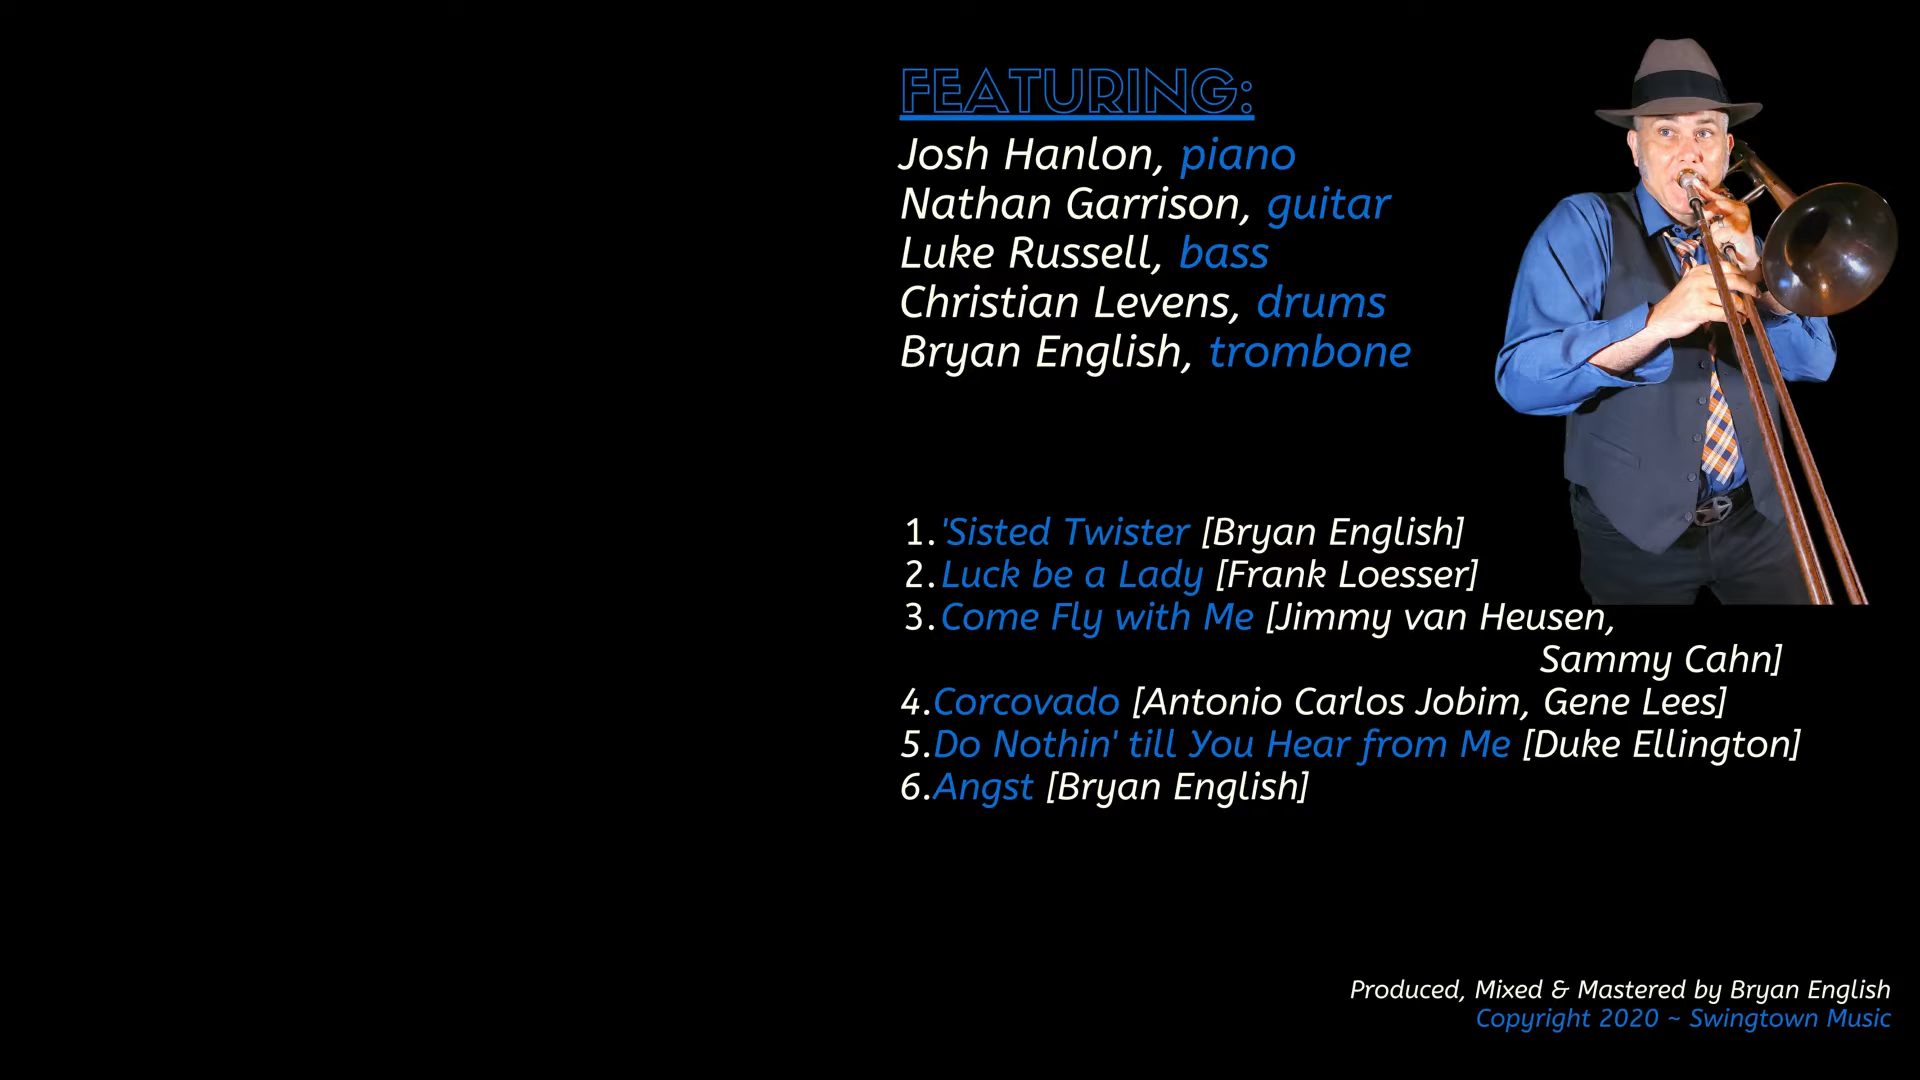 FEATURING:
Josh Hanlon, piano
Nathan Garrison, guitar
Luke Russell, bass
Christian Levens, drums
Bryan English, trombone
1. 'Sisted Twister [Bryan English]
2. Luck be a Lady [Frank Loesser]
3. Come Fly with Me [Jimmy van Heusen,
Sammy Cahn]
4.Corcovado [Antonio Carlos Jobim, Gene Lees]
5.Do Nothin' till You Hear from Me [Duke Ellington]
6.Angst [Bryan English]
Produced, Mixed & Mastered by Bryan English
Copyright 2020 ~ Swingtown Music